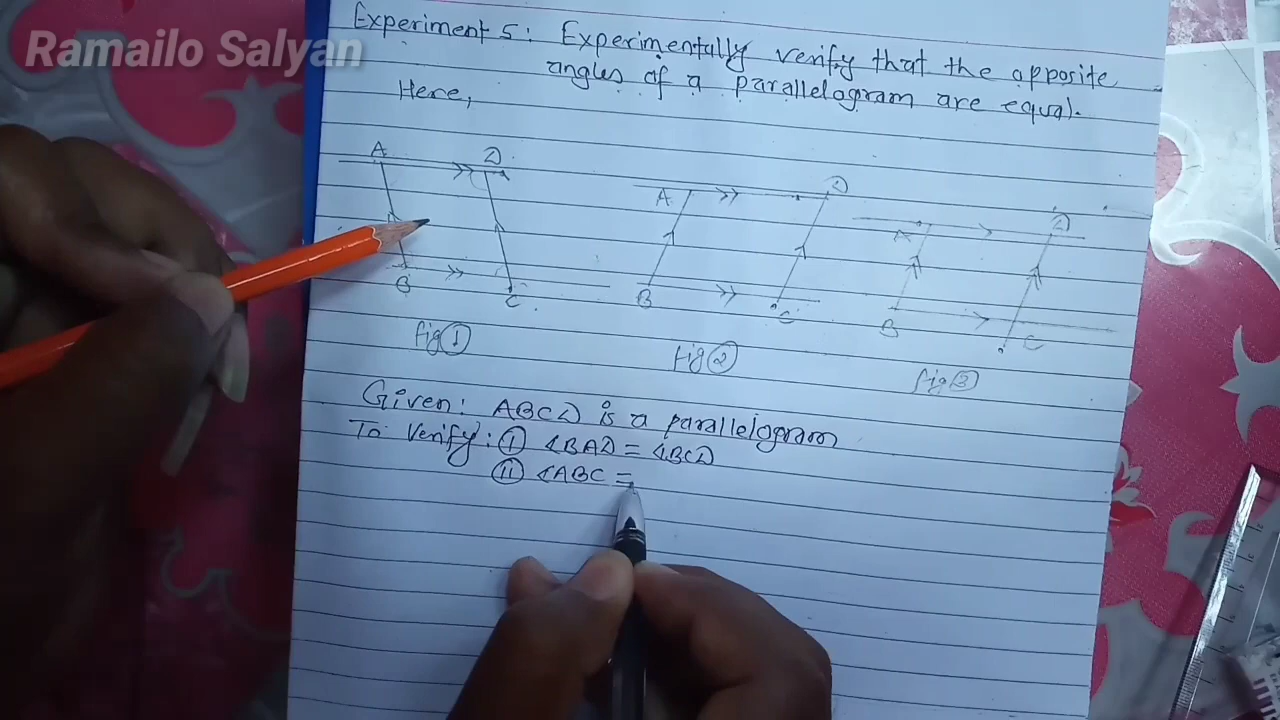 Ramailo Salyan
Experiment 5: Experimentally verify that the opposite
angles of a parallelogram are equal.
Here,
A D
B C
fig 1
A D
B C
fig 2
A D
B C
fig 3
Given: ABCD is a parallelogram
To Verify: I ∢BAD = ∢BCD
II ∢ABC =